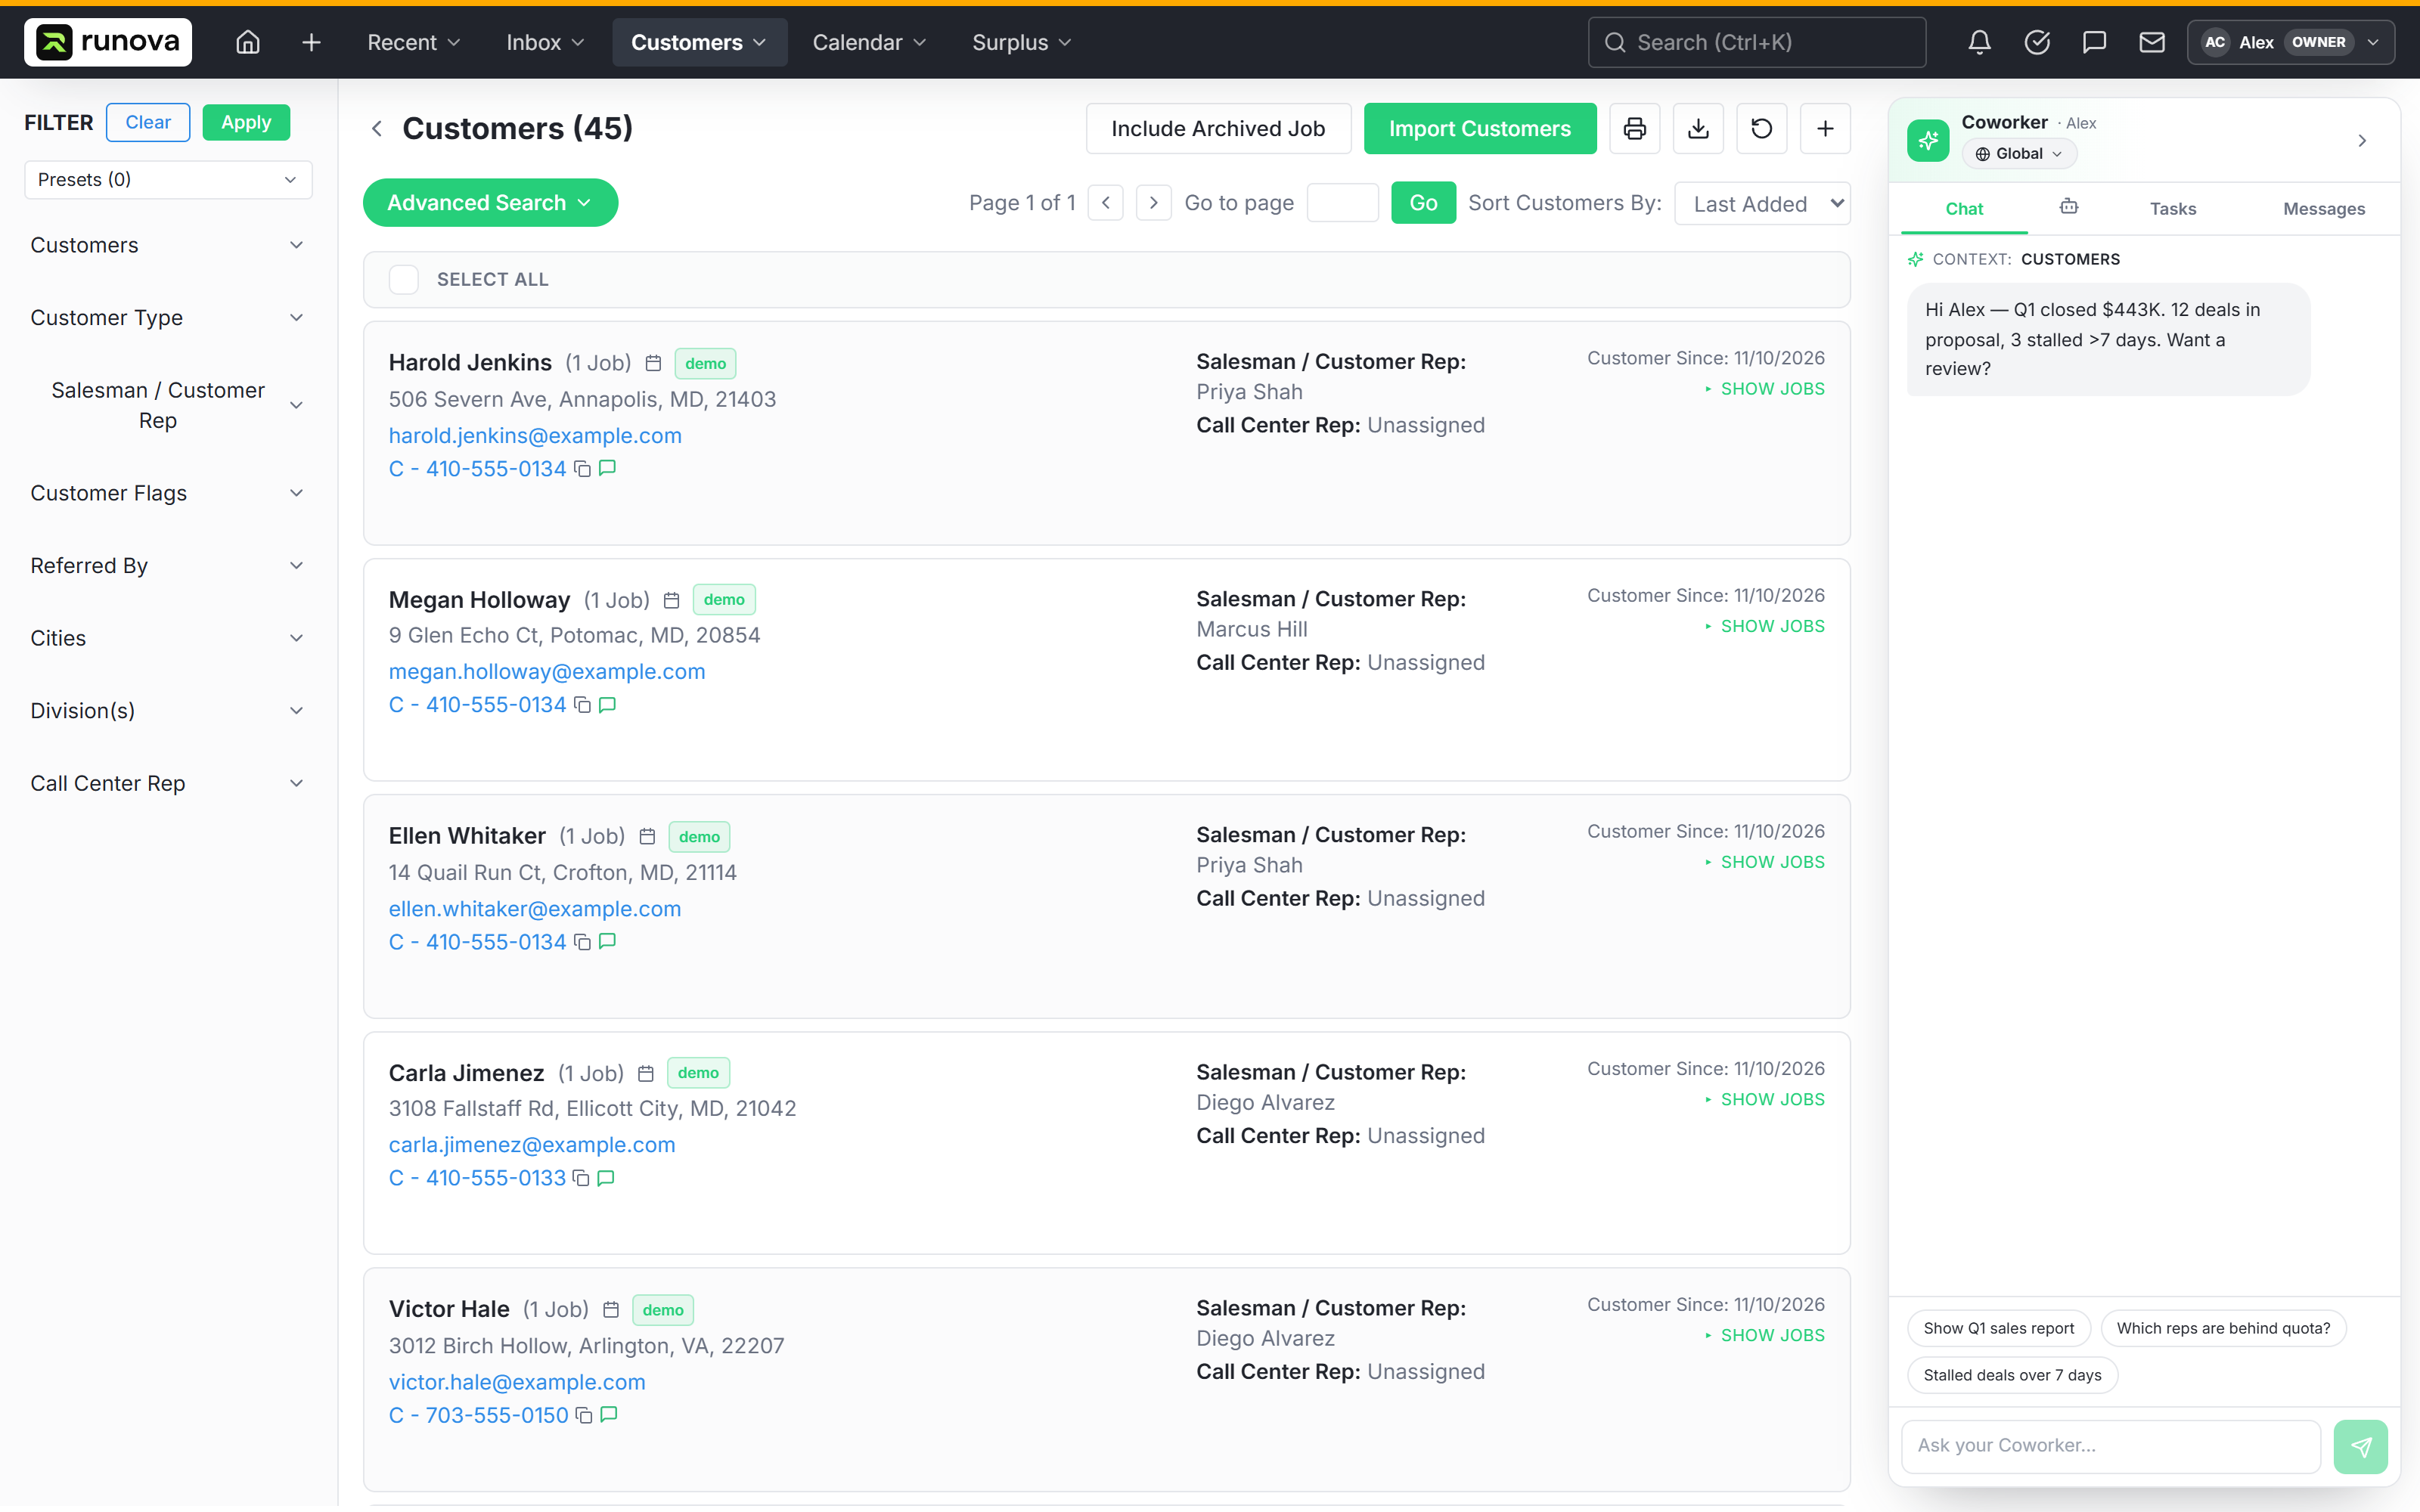 runova
Recent
Inbox
Customers
Calendar
Surplus
Search (Ctrl+K)
AC Alex OWNER
FILTER
Clear
Apply
Presets (0)
Customers
Customer Type
Salesman / Customer
Rep
Customer Flags
Referred By
Cities
Division(s)
Call Center Rep
Customers (45)
Include Archived Job
Import Customers
Advanced Search
Page 1 of 1
Go to page
Go
Sort Customers By:
Last Added
SELECT ALL
Harold Jenkins (1 Job) demo
506 Severn Ave, Annapolis, MD, 21403
harold.jenkins@example.com
C - 410-555-0134
Salesman / Customer Rep:
Priya Shah
Call Center Rep: Unassigned
Customer Since: 11/10/2026
SHOW JOBS
Megan Holloway (1 Job) demo
9 Glen Echo Ct, Potomac, MD, 20854
megan.holloway@example.com
C - 410-555-0134
Salesman / Customer Rep:
Marcus Hill
Call Center Rep: Unassigned
Customer Since: 11/10/2026
SHOW JOBS
Ellen Whitaker (1 Job) demo
14 Quail Run Ct, Crofton, MD, 21114
ellen.whitaker@example.com
C - 410-555-0134
Salesman / Customer Rep:
Priya Shah
Call Center Rep: Unassigned
Customer Since: 11/10/2026
SHOW JOBS
Carla Jimenez (1 Job) demo
3108 Fallstaff Rd, Ellicott City, MD, 21042
carla.jimenez@example.com
C - 410-555-0133
Salesman / Customer Rep:
Diego Alvarez
Call Center Rep: Unassigned
Customer Since: 11/10/2026
SHOW JOBS
Victor Hale (1 Job) demo
3012 Birch Hollow, Arlington, VA, 22207
victor.hale@example.com
C - 703-555-0150
Salesman / Customer Rep:
Diego Alvarez
Call Center Rep: Unassigned
Customer Since: 11/10/2026
SHOW JOBS
Coworker · Alex
Global
Chat
Tasks
Messages
CONTEXT: CUSTOMERS
Hi Alex — Q1 closed $443K. 12 deals in
proposal, 3 stalled >7 days. Want a
review?
Show Q1 sales report
Which reps are behind quota?
Stalled deals over 7 days
Ask your Coworker...